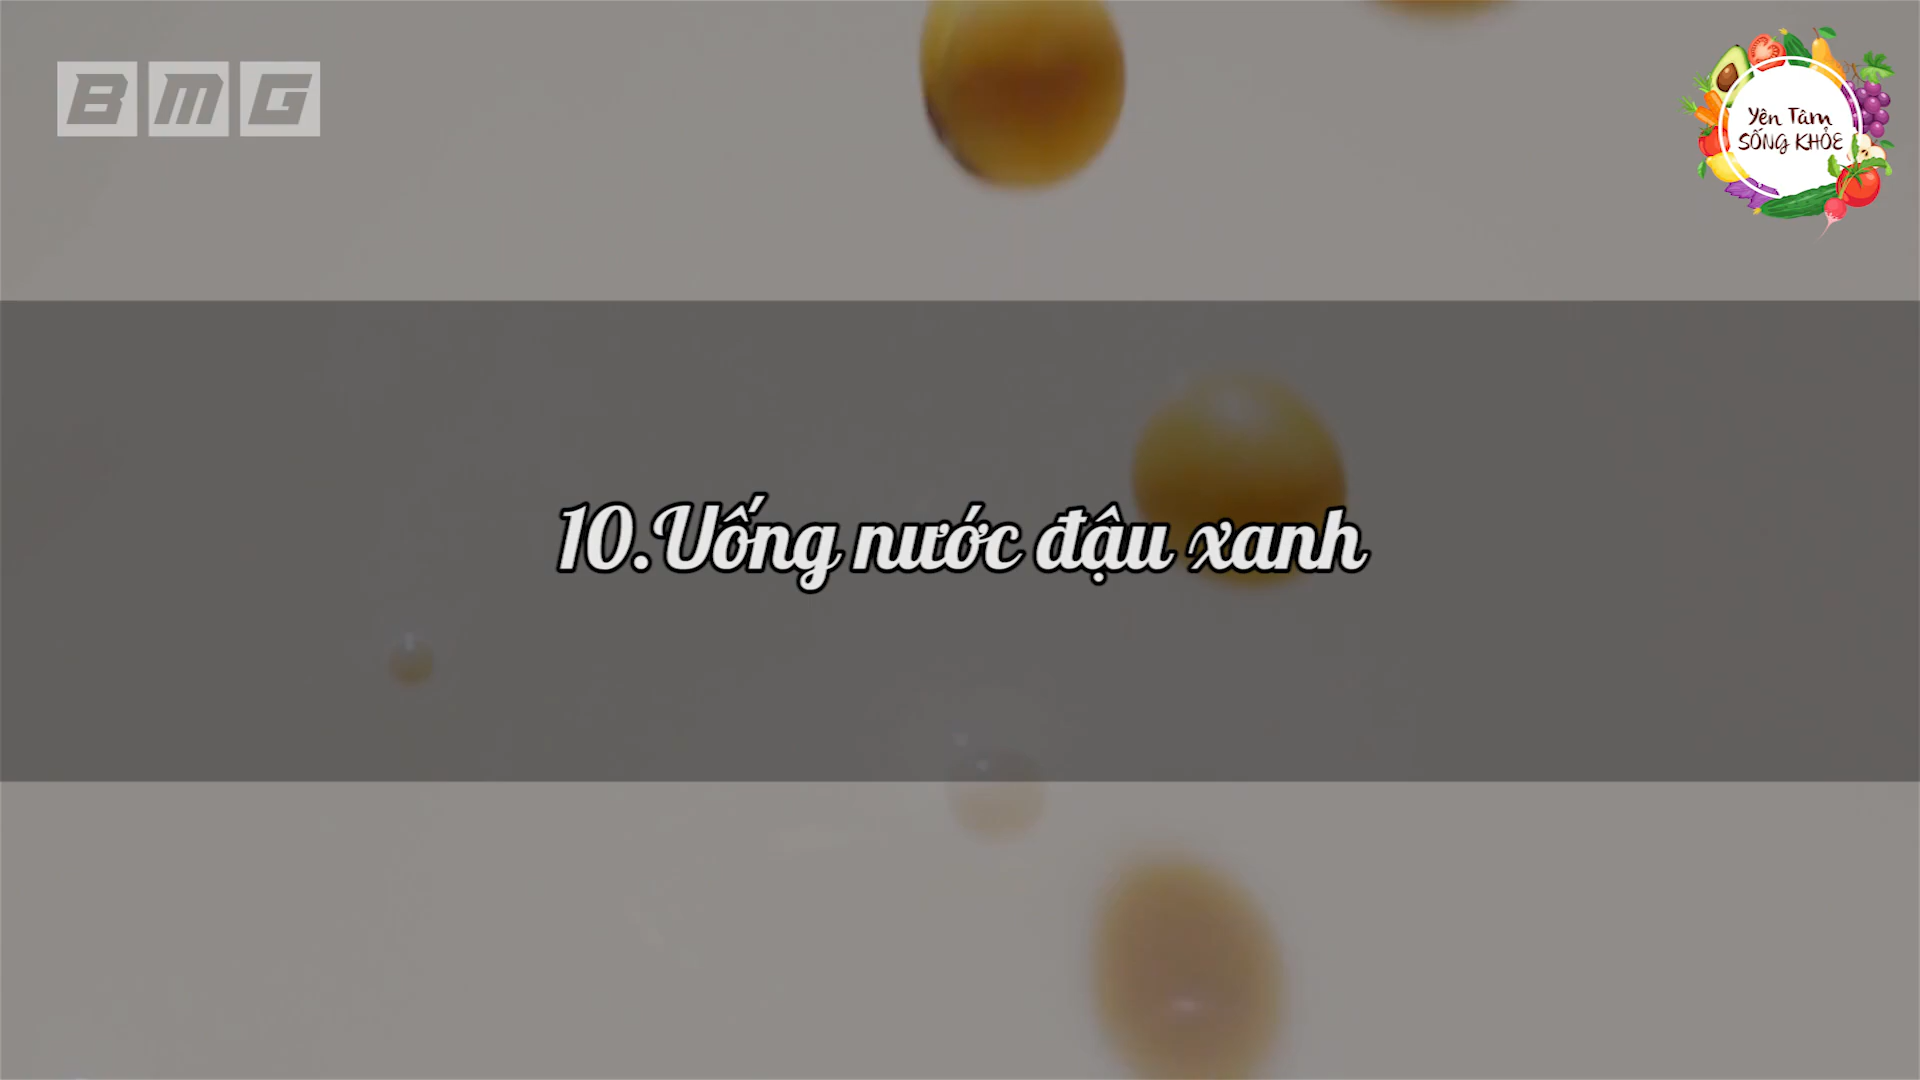 BMG
Yên Tâm
SỐNG KHỎE
10.Uống nước đậu xanh